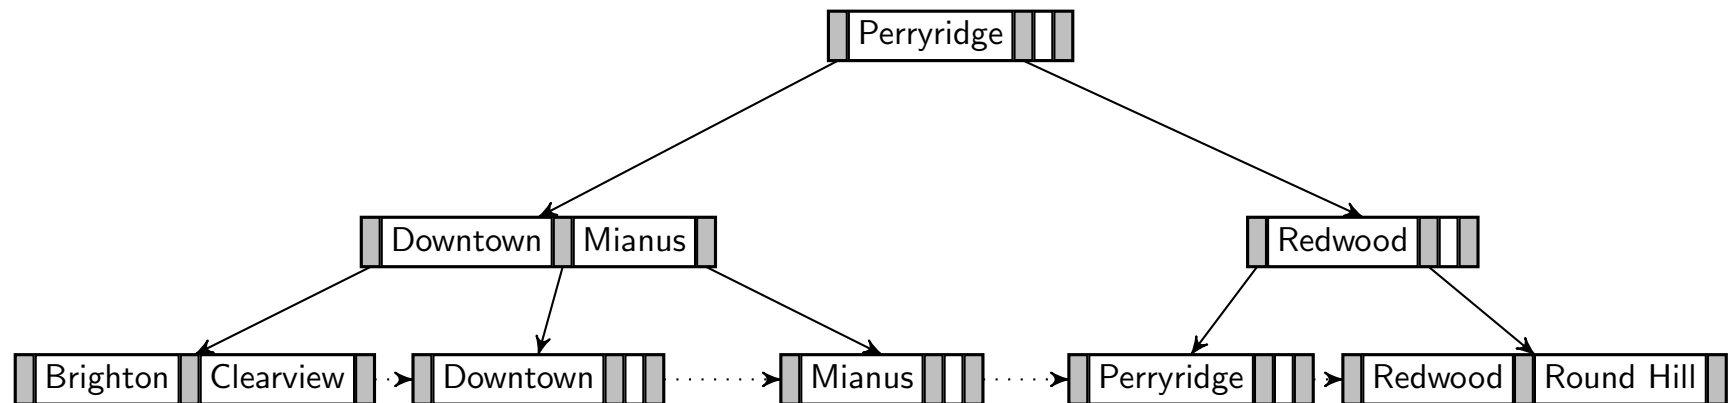 Perryridge
Downtown Mianus Redwood
Brighton Clearview Downtown Mianus Perryridge Redwood Round Hill